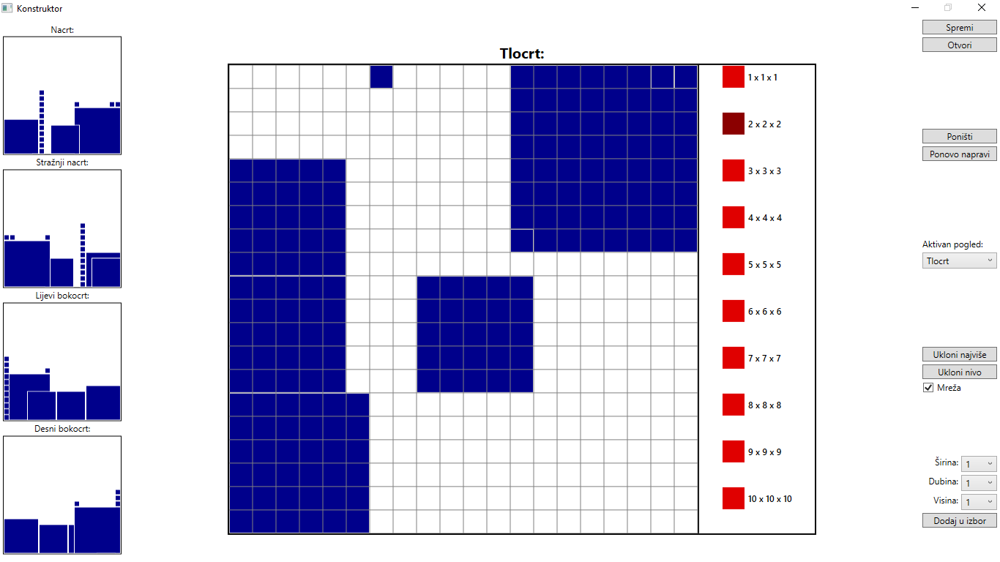 Konstruktor
Nacrt:
Stražnji nacrt:
Lijevi bokocrt:
Desni bokocrt:
Tlocrt:
1 x 1 x 1
2 x 2 x 2
3 x 3 x 3
4 x 4 x 4
5 x 5 x 5
6 x 6 x 6
7 x 7 x 7
8 x 8 x 8
9 x 9 x 9
10 x 10 x 10
Spremi
Otvori
Poništi
Ponovo napravi
Aktivan pogled:
Tlocrt
Ukloni najviše
Ukloni nivo
Mreža
Širina: 1
Dubina: 1
Visina: 1
Dodaj u izbor